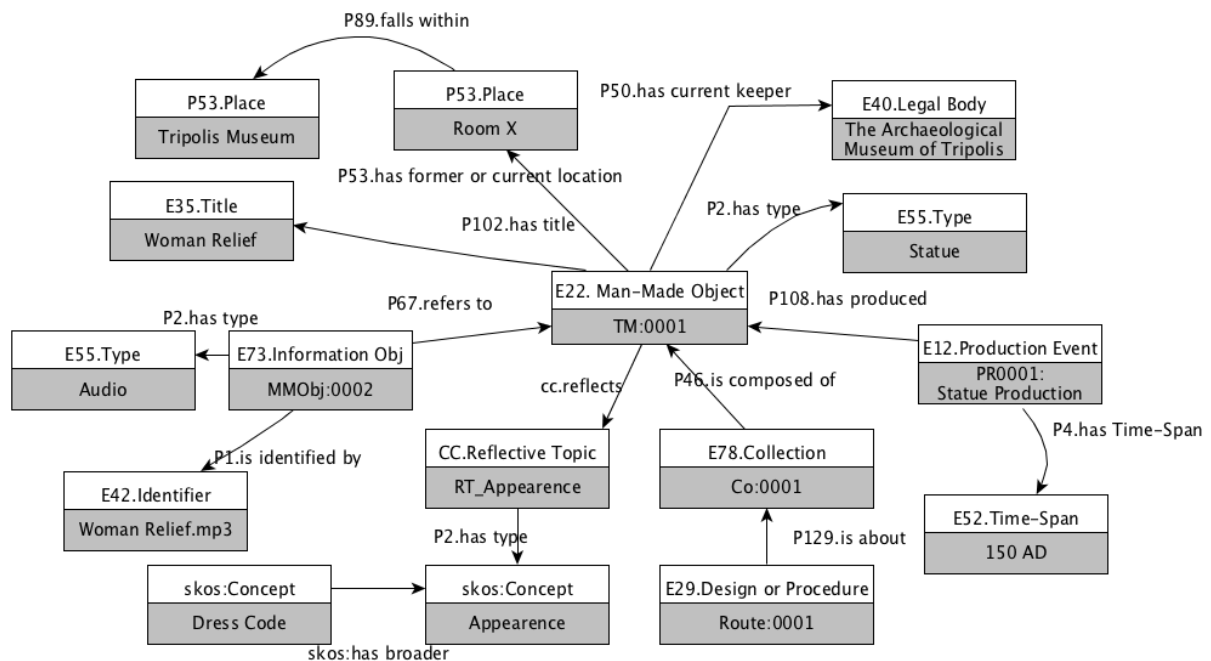 P89.falls within
P53.Place
Tripolis Museum
P53.Place
Room X
P50.has current keeper
E40.Legal Body
The Archaeological
Museum of Tripolis
P53.has former or current location
E35.Title
Woman Relief
P102.has title
P2.has type
E55.Type
Statue
E22. Man-Made Object
TM:0001
P67.refers to
P108.has produced
P2.has type
E55.Type
Audio
E73.Information Obj
MMObj:0002
E12.Production Event
PR0001:
Statue Production
cc.reflects
P46.is composed of
P4.has Time-Span
P1.is identified by
CC.Reflective Topic
RT_Appearence
E78.Collection
Co:0001
E42.Identifier
Woman Relief.mp3
E52.Time-Span
150 AD
P2.has type
P129.is about
skos:Concept
Dress Code
skos:Concept
Appearence
E29.Design or Procedure
Route:0001
skos:has broader